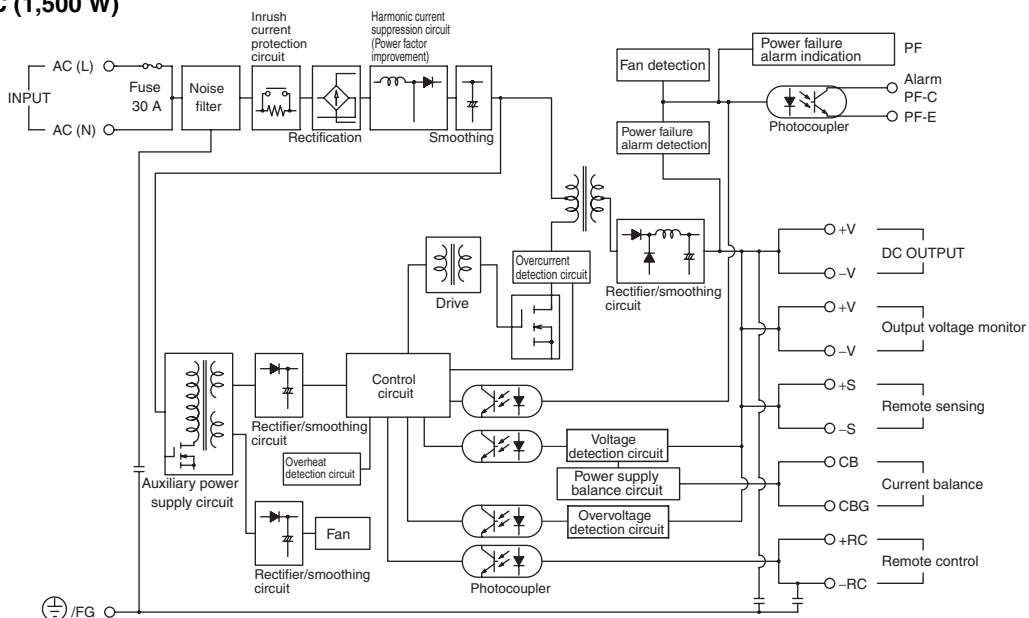 C (1,500 W)
Inrush
current
protection
circuit
Harmonic current
suppression circuit
(Power factor
improvement)
AC (L)
INPUT
AC (N)
Fuse
30 A
Noise
filter
Rectification
Smoothing
Fan detection
Power failure
alarm indication
PF
Alarm
PF-C
PF-E
Photocoupler
Power failure
alarm detection
Overcurrent
detection circuit
Drive
Rectifier/smoothing
circuit
+V
DC OUTPUT
−V
+V
Output voltage monitor
−V
+S
Remote sensing
−S
CB
Current balance
CBG
+RC
Remote control
−RC
Control
circuit
Rectifier/smoothing
circuit
Overheat
detection circuit
Auxiliary power
supply circuit
Voltage
detection circuit
Power supply
balance circuit
Overvoltage
detection circuit
Fan
Rectifier/smoothing
circuit
Photocoupler
/FG